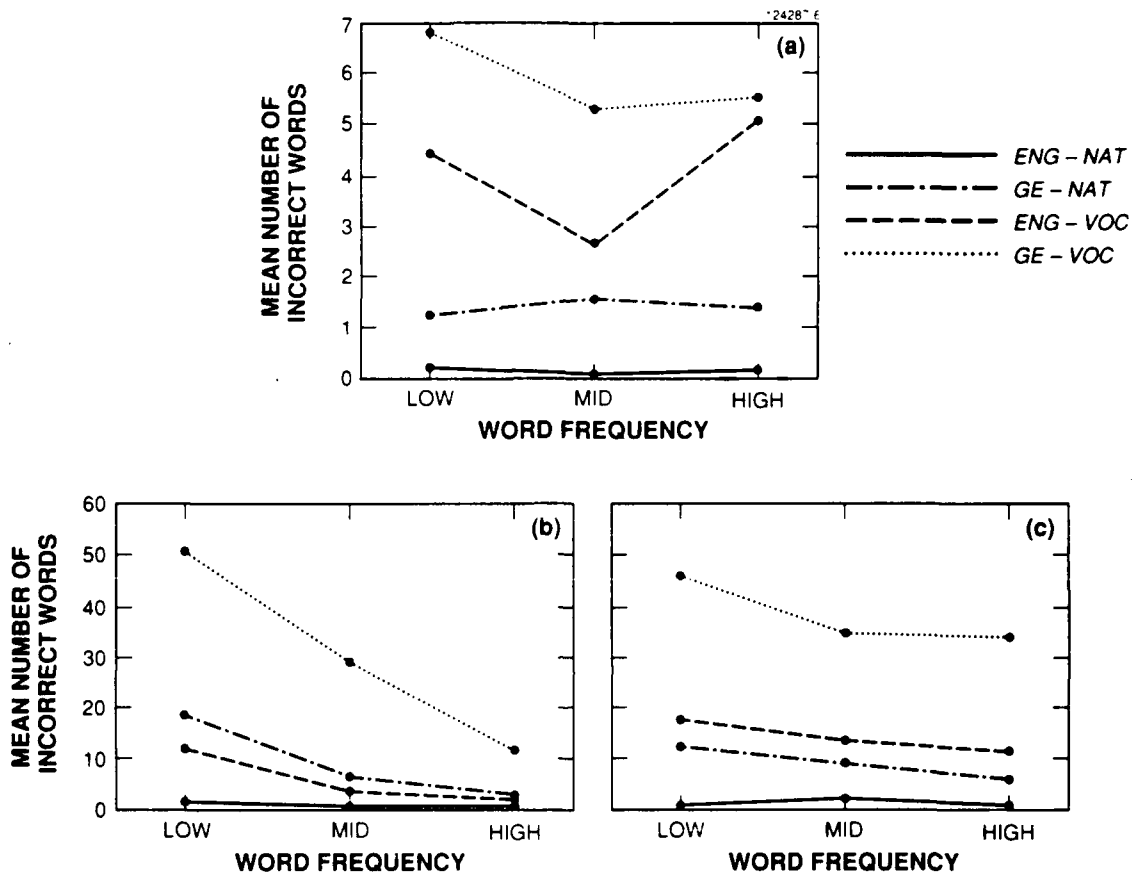 (a)
MEAN NUMBER OF
INCORRECT WORDS
7
6
5
4
3
2
1
0
LOW MID HIGH
WORD FREQUENCY
ENG – NAT
GE – NAT
ENG – VOC
GE – VOC
(b)
MEAN NUMBER OF
INCORRECT WORDS
60
50
40
30
20
10
0
LOW MID HIGH
WORD FREQUENCY
(c)
LOW MID HIGH
WORD FREQUENCY